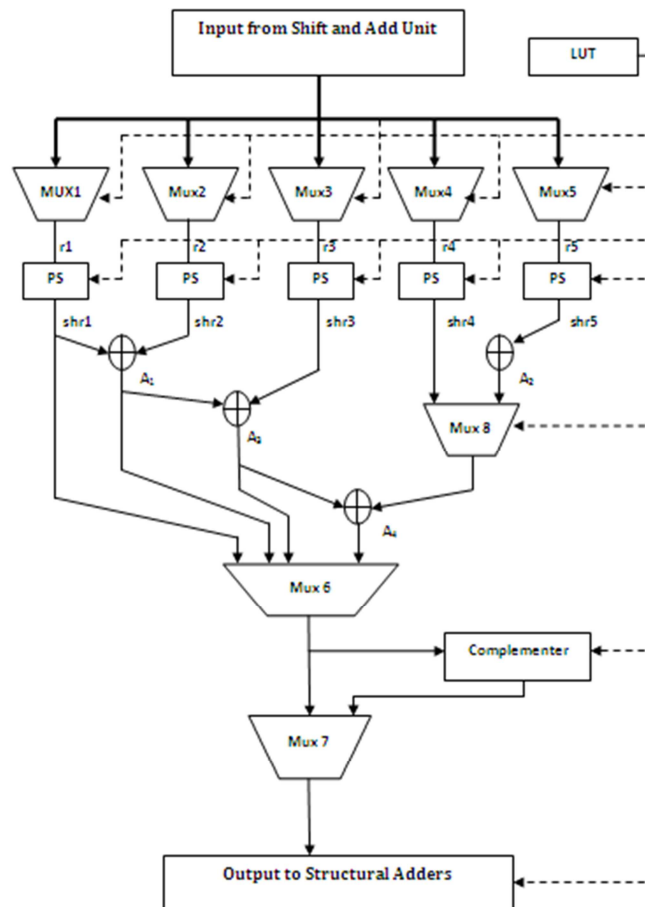 Input from Shift and Add Unit
LUT
MUX1
Mux2
Mux3
Mux4
Mux5
r1
r2
r3
r4
r5
PS
PS
PS
PS
PS
shr1
shr2
shr3
shr4
shr5
A₁
A₂
A₃
Mux 8
A₄
Mux 6
Complementer
Mux 7
Output to Structural Adders